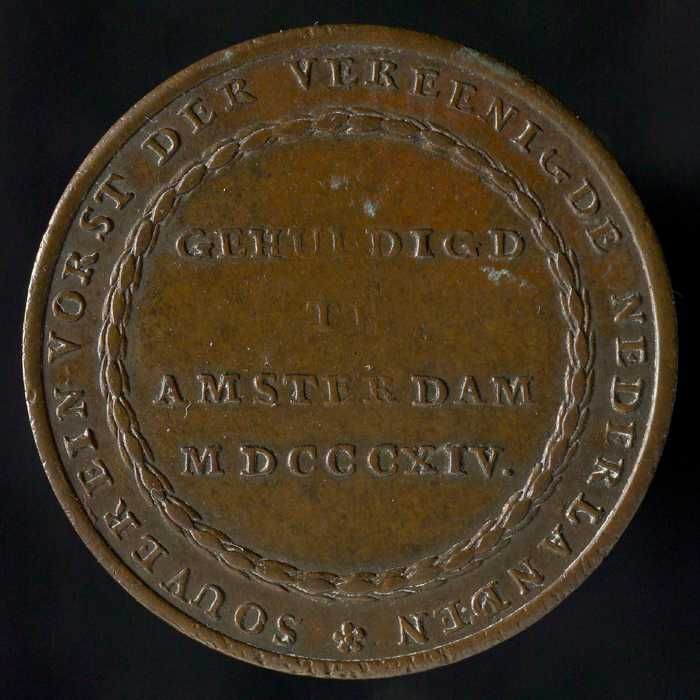 SOUVEREIN-VORST DER VEREENIGDE NEDERLANDEN
GEHULDIGD
TE
AMSTERDAM
MDCCCXIV.